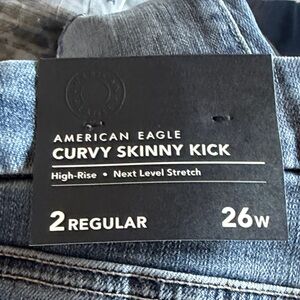 AMERICAN EAGLE
CURVY SKINNY KICK
High-Rise • Next Level Stretch
2 REGULAR 26W